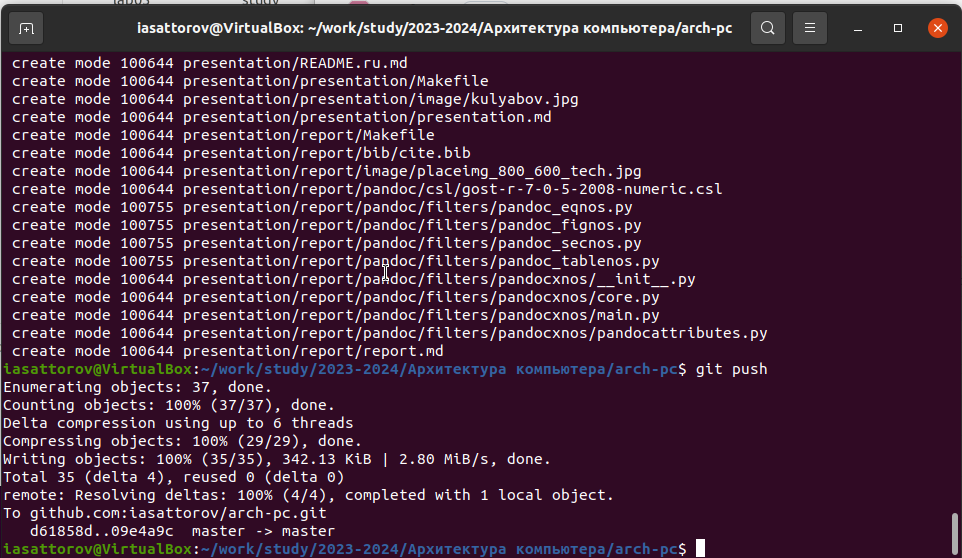 iasattorov@VirtualBox: ~/work/study/2023-2024/Архитектура компьютера/arch-pc
create mode 100644 presentation/README.ru.md
create mode 100644 presentation/presentation/Makefile
create mode 100644 presentation/presentation/image/kulyabov.jpg
create mode 100644 presentation/presentation/presentation.md
create mode 100644 presentation/report/Makefile
create mode 100644 presentation/report/bib/cite.bib
create mode 100644 presentation/report/image/placeimg_800_600_tech.jpg
create mode 100644 presentation/report/pandoc/csl/gost-r-7-0-5-2008-numeric.csl
create mode 100755 presentation/report/pandoc/filters/pandoc_eqnos.py
create mode 100755 presentation/report/pandoc/filters/pandoc_fignos.py
create mode 100755 presentation/report/pandoc/filters/pandoc_secnos.py
create mode 100755 presentation/report/pandoc/filters/pandoc_tablenos.py
create mode 100644 presentation/report/pandoc/filters/pandocxnos/__init__.py
create mode 100644 presentation/report/pandoc/filters/pandocxnos/core.py
create mode 100644 presentation/report/pandoc/filters/pandocxnos/main.py
create mode 100644 presentation/report/pandoc/filters/pandocxnos/pandocattributes.py
create mode 100644 presentation/report/report.md
iasattorov@VirtualBox:~/work/study/2023-2024/Архитектура компьютера/arch-pc$ git push
Enumerating objects: 37, done.
Counting objects: 100% (37/37), done.
Delta compression using up to 6 threads
Compressing objects: 100% (29/29), done.
Writing objects: 100% (35/35), 342.13 KiB | 2.80 MiB/s, done.
Total 35 (delta 4), reused 0 (delta 0)
remote: Resolving deltas: 100% (4/4), completed with 1 local object.
To github.com:iasattorov/arch-pc.git
d61858d..09e4a9c master -> master
iasattorov@VirtualBox:~/work/study/2023-2024/Архитектура компьютера/arch-pc$